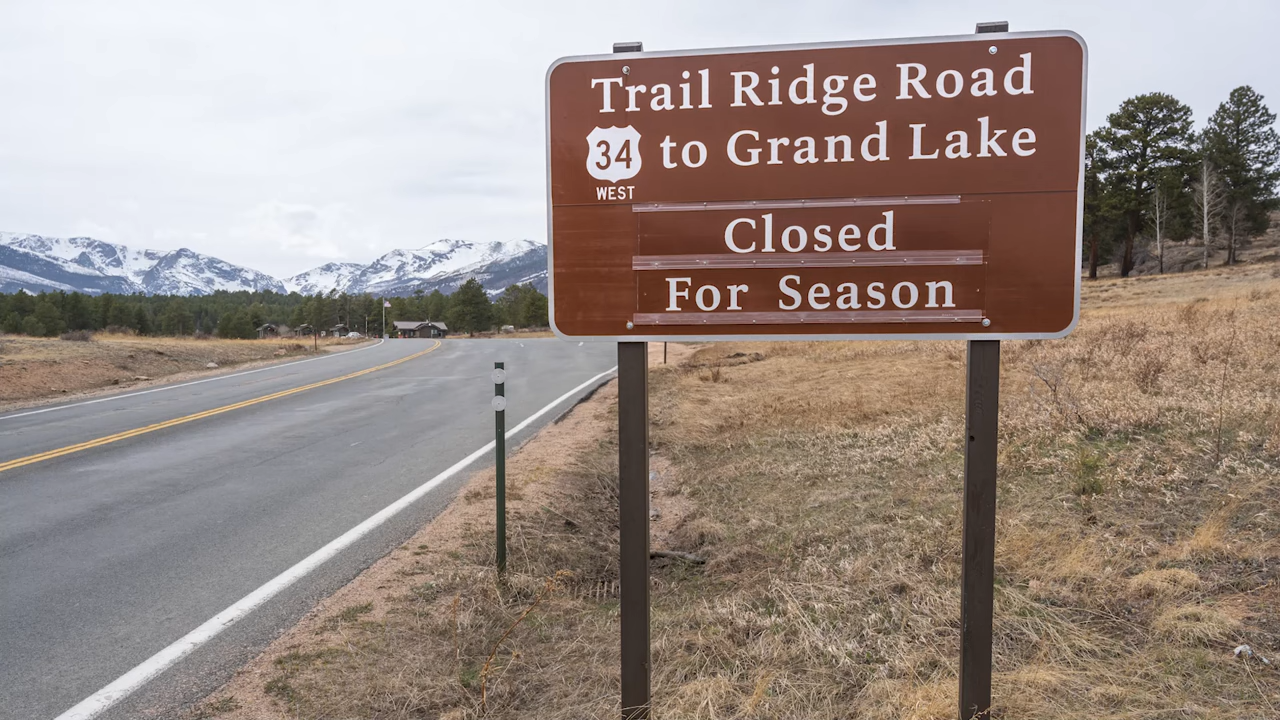 Trail Ridge Road
34 to Grand Lake
WEST
Closed
For Season